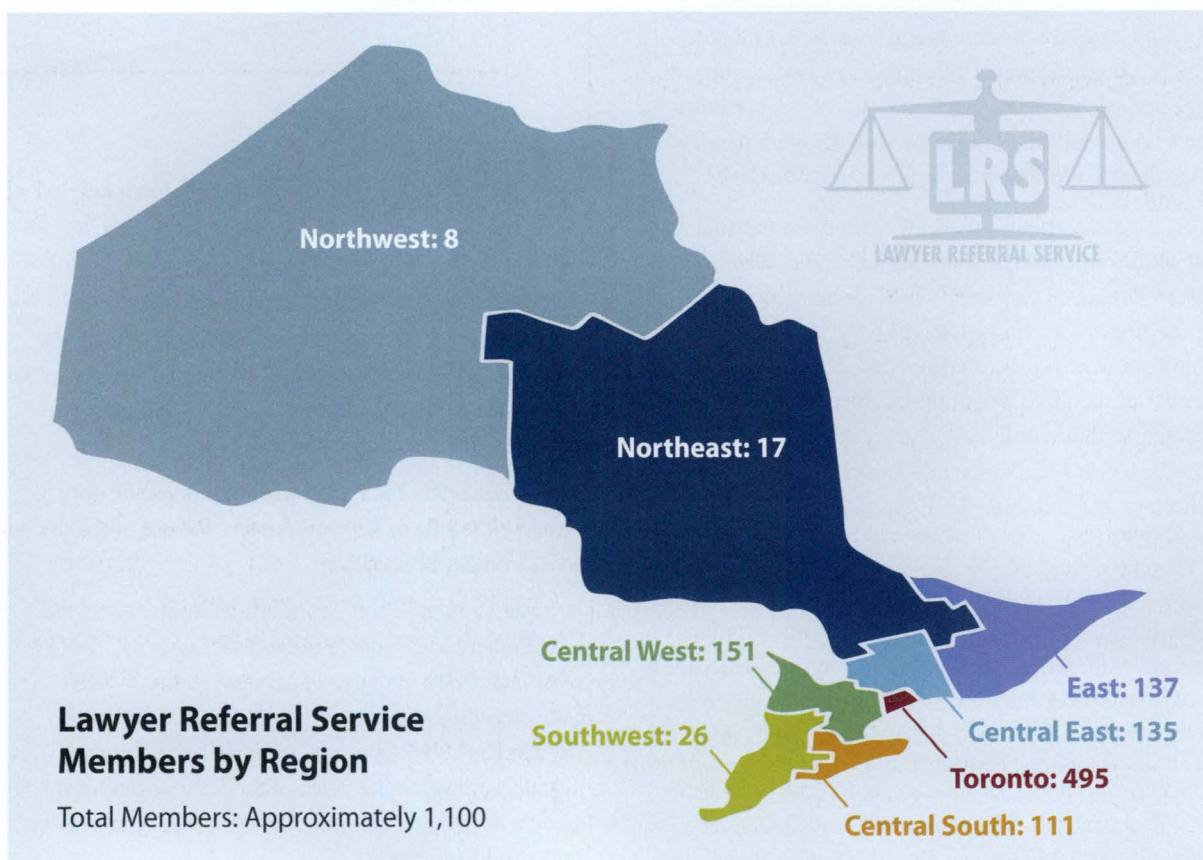 LRS
LAWYER REFERRAL SERVICE
Northwest: 8
Northeast: 17
Central West: 151
East: 137
Southwest: 26
Central East: 135
Toronto: 495
Central South: 111
Lawyer Referral Service
Members by Region
Total Members: Approximately 1,100